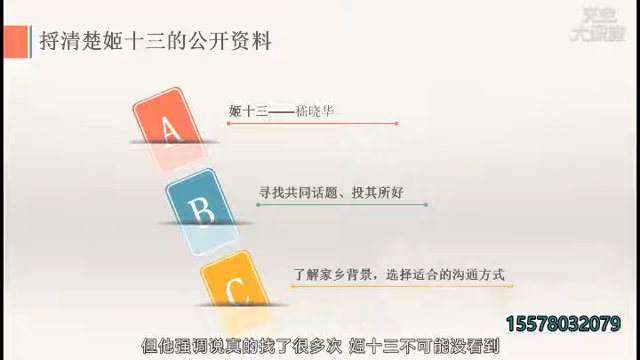 捋清楚姬十三的公开资料
大课堂
A
姬十三——嵇晓华
B
寻找共同话题、投其所好
C
了解家乡背景，选择适合的沟通方式
15578032079
但他强调说真的找了很多次 姬十三不可能没看到